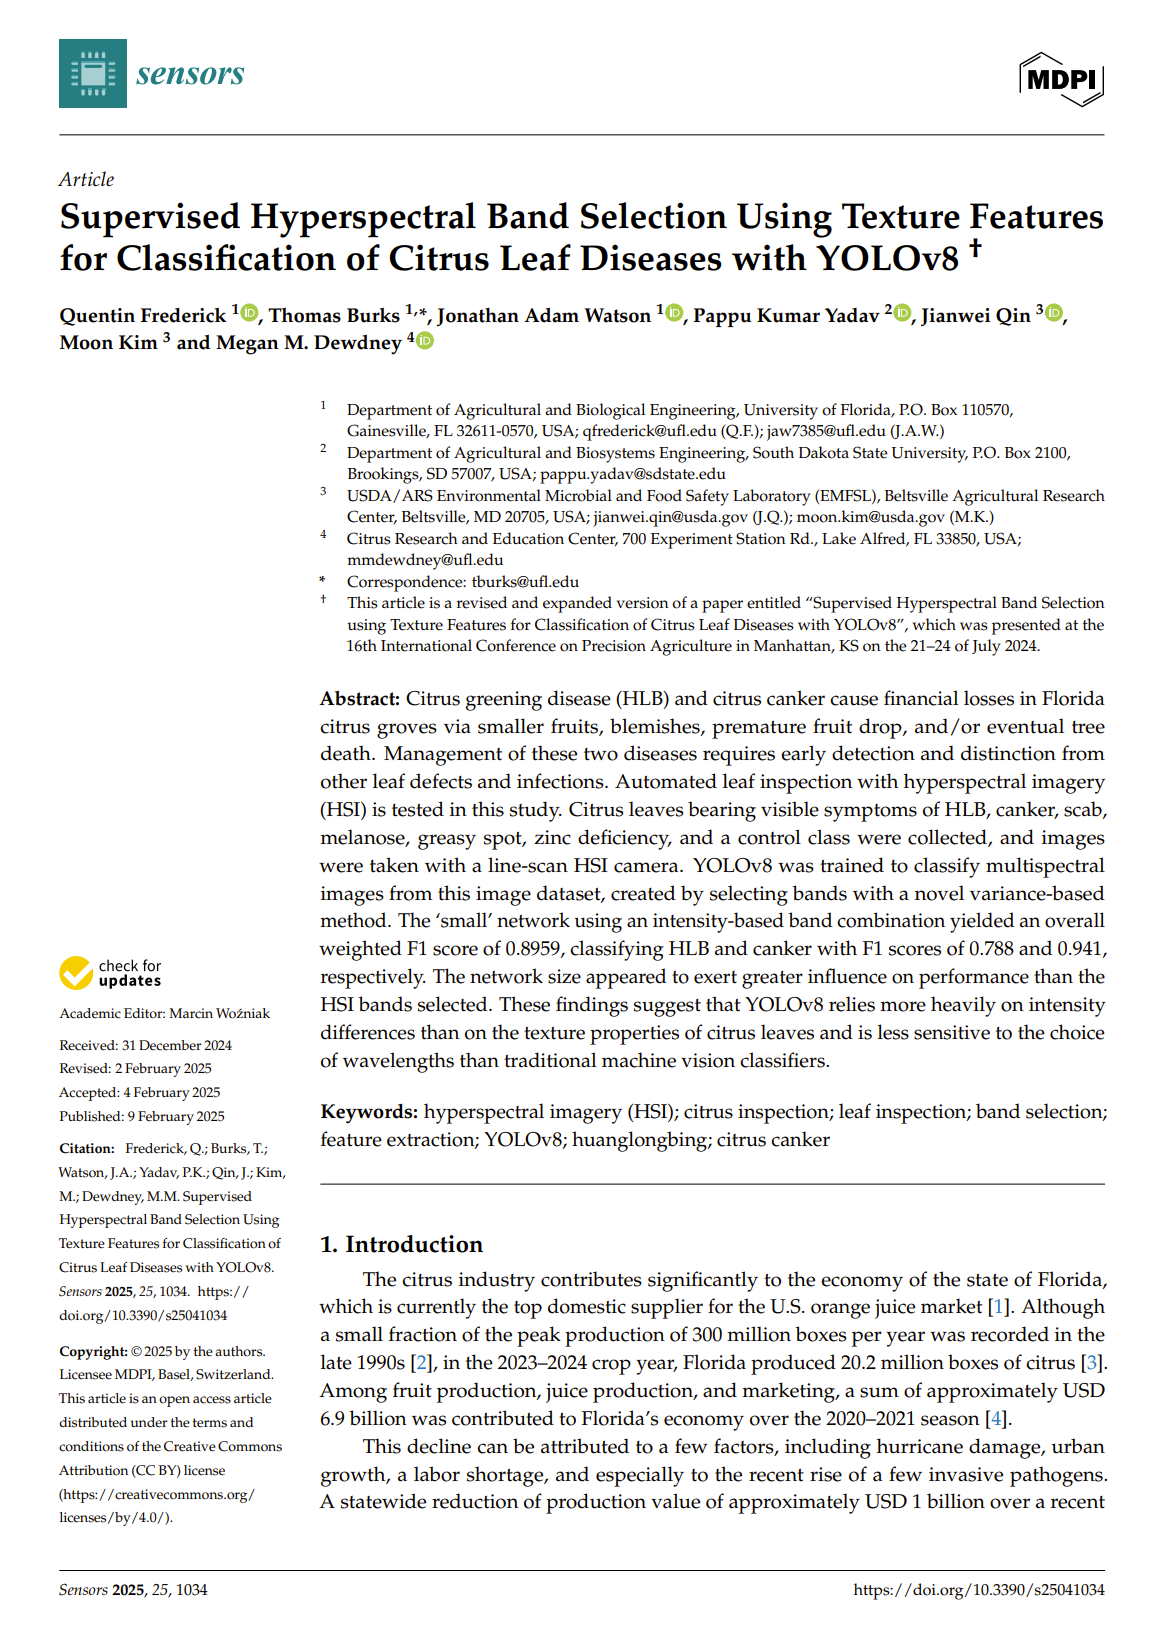 sensors
MDPI
Article
Supervised Hyperspectral Band Selection Using Texture Features
for Classification of Citrus Leaf Diseases with YOLOv8 †
Quentin Frederick 1 iD, Thomas Burks 1,*, Jonathan Adam Watson 1 iD, Pappu Kumar Yadav 2 iD, Jianwei Qin 3 iD,
Moon Kim 3 and Megan M. Dewdney 4 iD
1 Department of Agricultural and Biological Engineering, University of Florida, P.O. Box 110570,
Gainesville, FL 32611-0570, USA; qfrederick@ufl.edu (Q.F.); jaw7385@ufl.edu (J.A.W.)
2 Department of Agricultural and Biosystems Engineering, South Dakota State University, P.O. Box 2100,
Brookings, SD 57007, USA; pappu.yadav@sdstate.edu
3 USDA/ARS Environmental Microbial and Food Safety Laboratory (EMFSL), Beltsville Agricultural Research
Center, Beltsville, MD 20705, USA; jianwei.qin@usda.gov (J.Q.); moon.kim@usda.gov (M.K.)
4 Citrus Research and Education Center, 700 Experiment Station Rd., Lake Alfred, FL 33850, USA;
mmdewdney@ufl.edu
* Correspondence: tburks@ufl.edu
† This article is a revised and expanded version of a paper entitled “Supervised Hyperspectral Band Selection
using Texture Features for Classification of Citrus Leaf Diseases with YOLOv8”, which was presented at the
16th International Conference on Precision Agriculture in Manhattan, KS on the 21–24 of July 2024.
Abstract: Citrus greening disease (HLB) and citrus canker cause financial losses in Florida
citrus groves via smaller fruits, blemishes, premature fruit drop, and/or eventual tree
death. Management of these two diseases requires early detection and distinction from
other leaf defects and infections. Automated leaf inspection with hyperspectral imagery
(HSI) is tested in this study. Citrus leaves bearing visible symptoms of HLB, canker, scab,
melanose, greasy spot, zinc deficiency, and a control class were collected, and images
were taken with a line-scan HSI camera. YOLOv8 was trained to classify multispectral
images from this image dataset, created by selecting bands with a novel variance-based
method. The ‘small’ network using an intensity-based band combination yielded an overall
weighted F1 score of 0.8959, classifying HLB and canker with F1 scores of 0.788 and 0.941,
respectively. The network size appeared to exert greater influence on performance than the
HSI bands selected. These findings suggest that YOLOv8 relies more heavily on intensity
differences than on the texture properties of citrus leaves and is less sensitive to the choice
of wavelengths than traditional machine vision classifiers.
Keywords: hyperspectral imagery (HSI); citrus inspection; leaf inspection; band selection;
feature extraction; YOLOv8; huanglongbing; citrus canker
check for
updates
Academic Editor: Marcin Woźniak
Received: 31 December 2024
Revised: 2 February 2025
Accepted: 4 February 2025
Published: 9 February 2025
Citation: Frederick, Q.; Burks, T.;
Watson, J.A.; Yadav, P.K.; Qin, J.; Kim,
M.; Dewdney, M.M. Supervised
Hyperspectral Band Selection Using
Texture Features for Classification of
Citrus Leaf Diseases with YOLOv8.
Sensors 2025, 25, 1034. https://
doi.org/10.3390/s25041034
Copyright: © 2025 by the authors.
Licensee MDPI, Basel, Switzerland.
This article is an open access article
distributed under the terms and
conditions of the Creative Commons
Attribution (CC BY) license
(https://creativecommons.org/
licenses/by/4.0/).
1. Introduction
The citrus industry contributes significantly to the economy of the state of Florida,
which is currently the top domestic supplier for the U.S. orange juice market [1]. Although
a small fraction of the peak production of 300 million boxes per year was recorded in the
late 1990s [2], in the 2023–2024 crop year, Florida produced 20.2 million boxes of citrus [3].
Among fruit production, juice production, and marketing, a sum of approximately USD
6.9 billion was contributed to Florida’s economy over the 2020–2021 season [4].
This decline can be attributed to a few factors, including hurricane damage, urban
growth, a labor shortage, and especially to the recent rise of a few invasive pathogens.
A statewide reduction of production value of approximately USD 1 billion over a recent
Sensors 2025, 25, 1034
https://doi.org/10.3390/s25041034